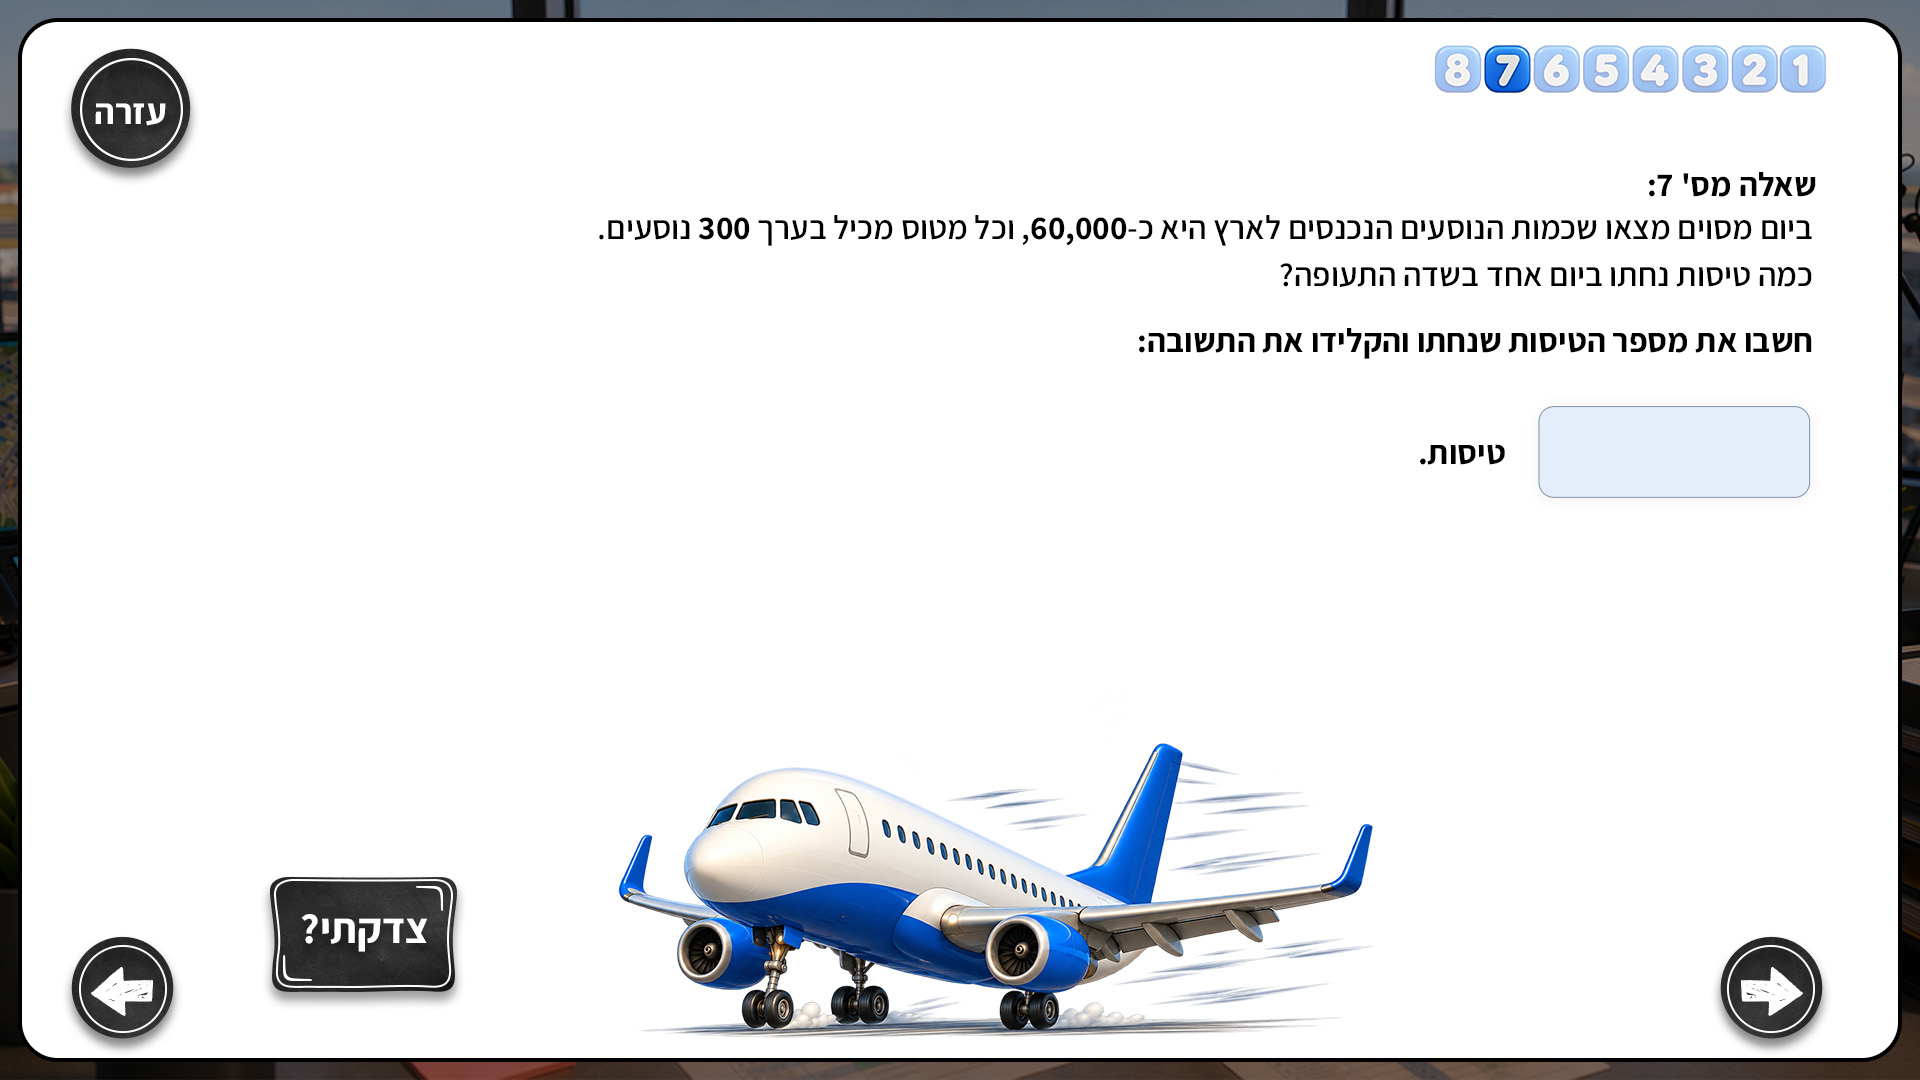 עזרה
1 2 3 4 5 6 7 8
שאלה מס' 7:
ביום מסוים מצאו שכמות הנוסעים הנכנסים לארץ היא כ-60,000, וכל מטוס מכיל בערך 300 נוסעים.
כמה טיסות נחתו ביום אחד בשדה התעופה?
חשבו את מספר הטיסות שנחתו והקלידו את התשובה:
טיסות.
צדקתי?